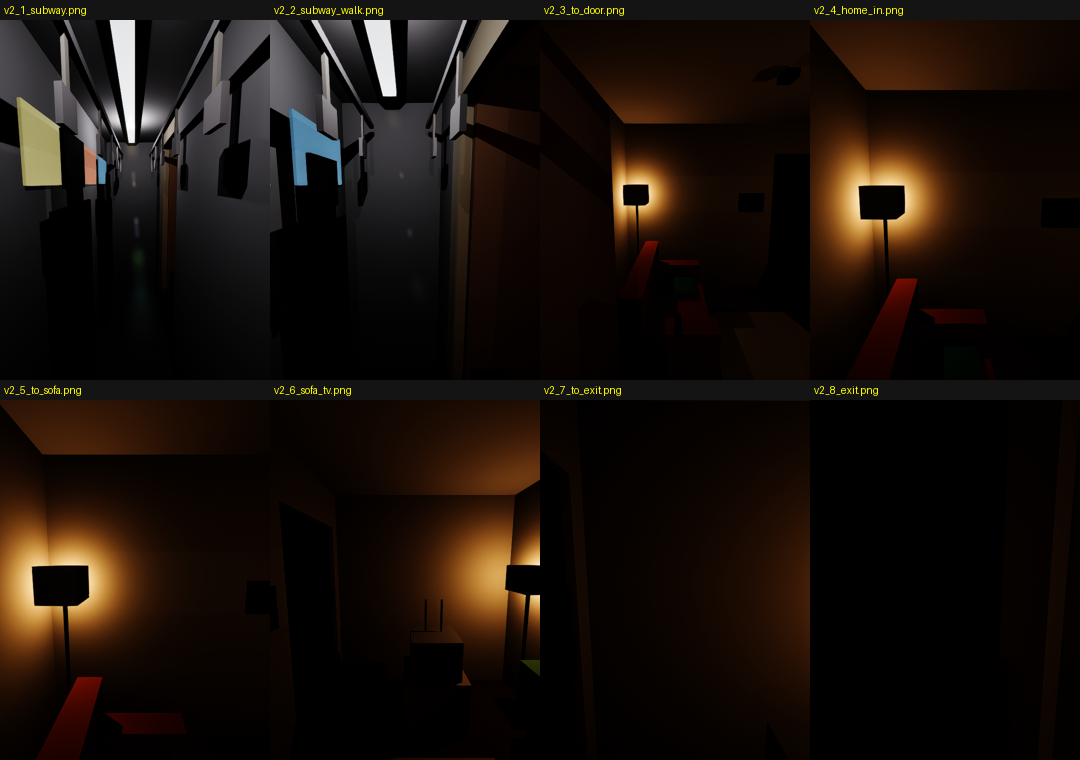 v2_1_subway.png
v2_2_subway_walk.png
v2_3_to_door.png
v2_4_home_in.png
v2_5_to_sofa.png
v2_6_sofa_tv.png
v2_7_to_exit.png
v2_8_exit.png